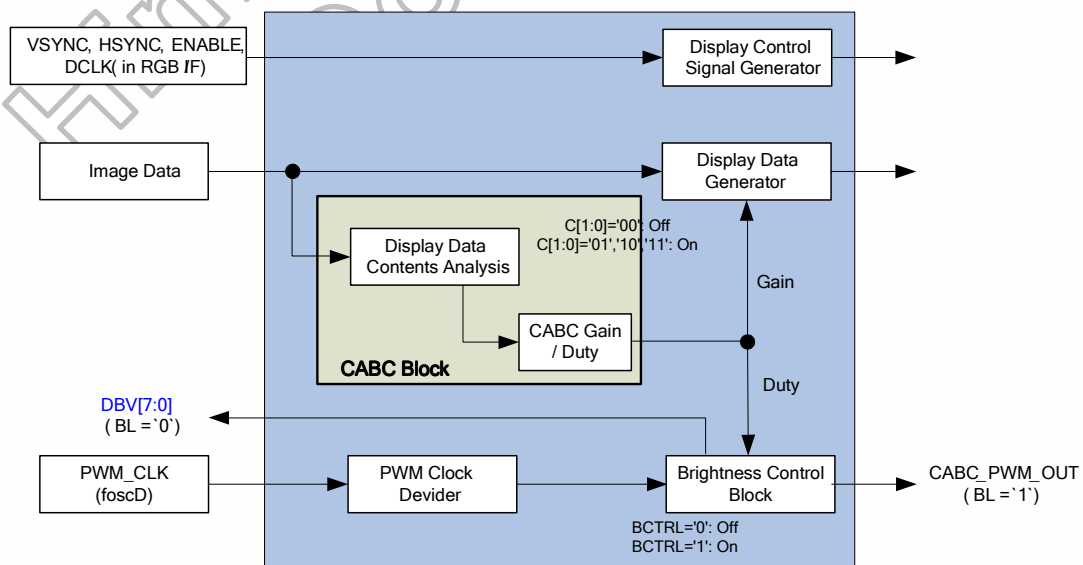 VSYNC, HSYNC, ENABLE,
DCLK( in RGB IF)
Display Control
Signal Generator
Image Data
Display Data
Generator
C[1:0]='00': Off
C[1:0]='01','10','11': On
Display Data
Contents Analysis
Gain
CABC Gain
/ Duty
CABC Block
Duty
DBV[7:0]
( BL =`0`)
PWM_CLK
(foscD)
PWM Clock
Devider
Brightness Control
Block
CABC_PWM_OUT
( BL =`1`)
BCTRL='0': Off
BCTRL='1': On